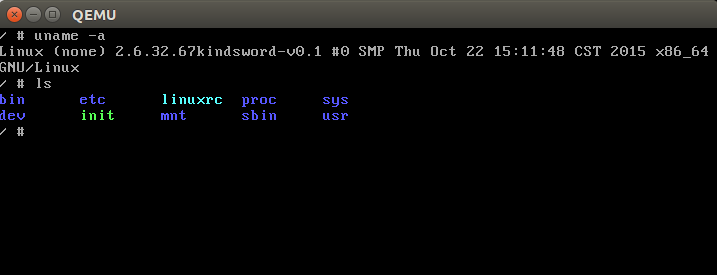 QEMU
/ # uname -a
Linux (none) 2.6.32.67kindsword-v0.1 #0 SMP Thu Oct 22 15:11:48 CST 2015 x86_64
GNU/Linux
/ # ls
bin etc linuxrc proc sys
dev init mnt sbin usr
/ #